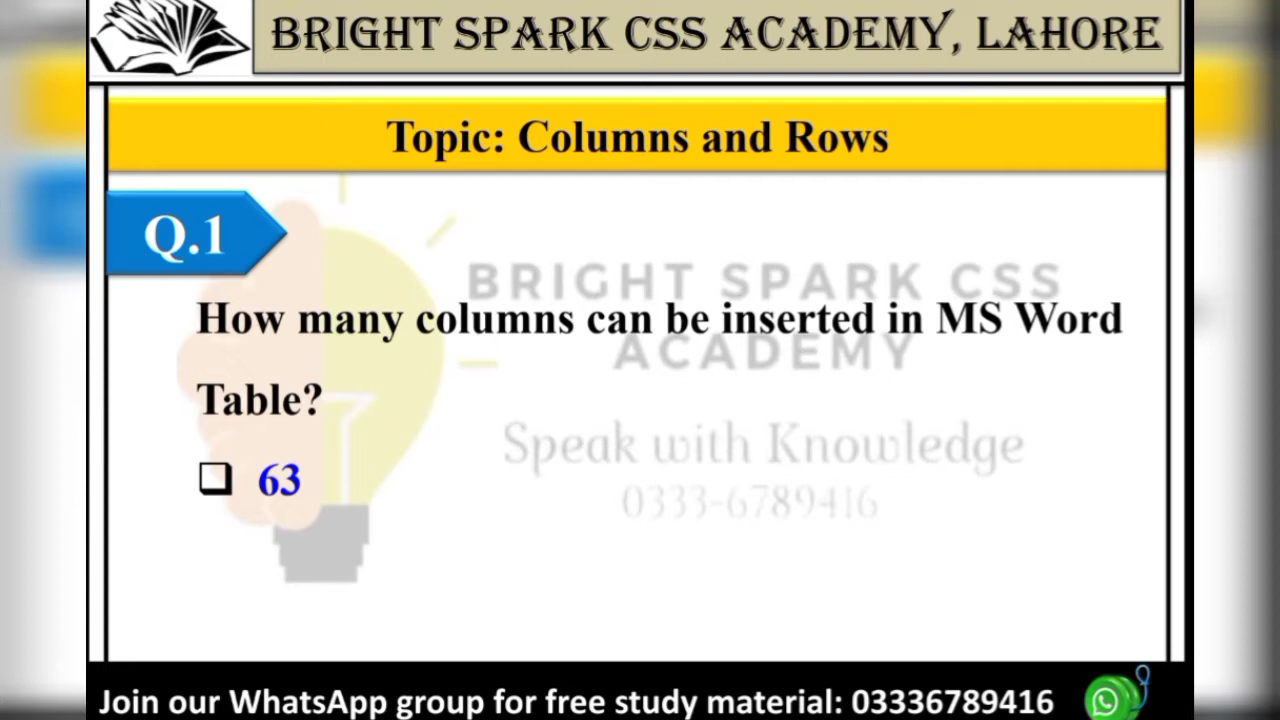 BRIGHT SPARK CSS ACADEMY, LAHORE
Topic: Columns and Rows
Q.1
BRIGHT SPARK CSS
How many columns can be inserted in MS Word
ACADEMY
Table?
Speak with Knowledge
63
0333-6789416
Join our WhatsApp group for free study material: 03336789416